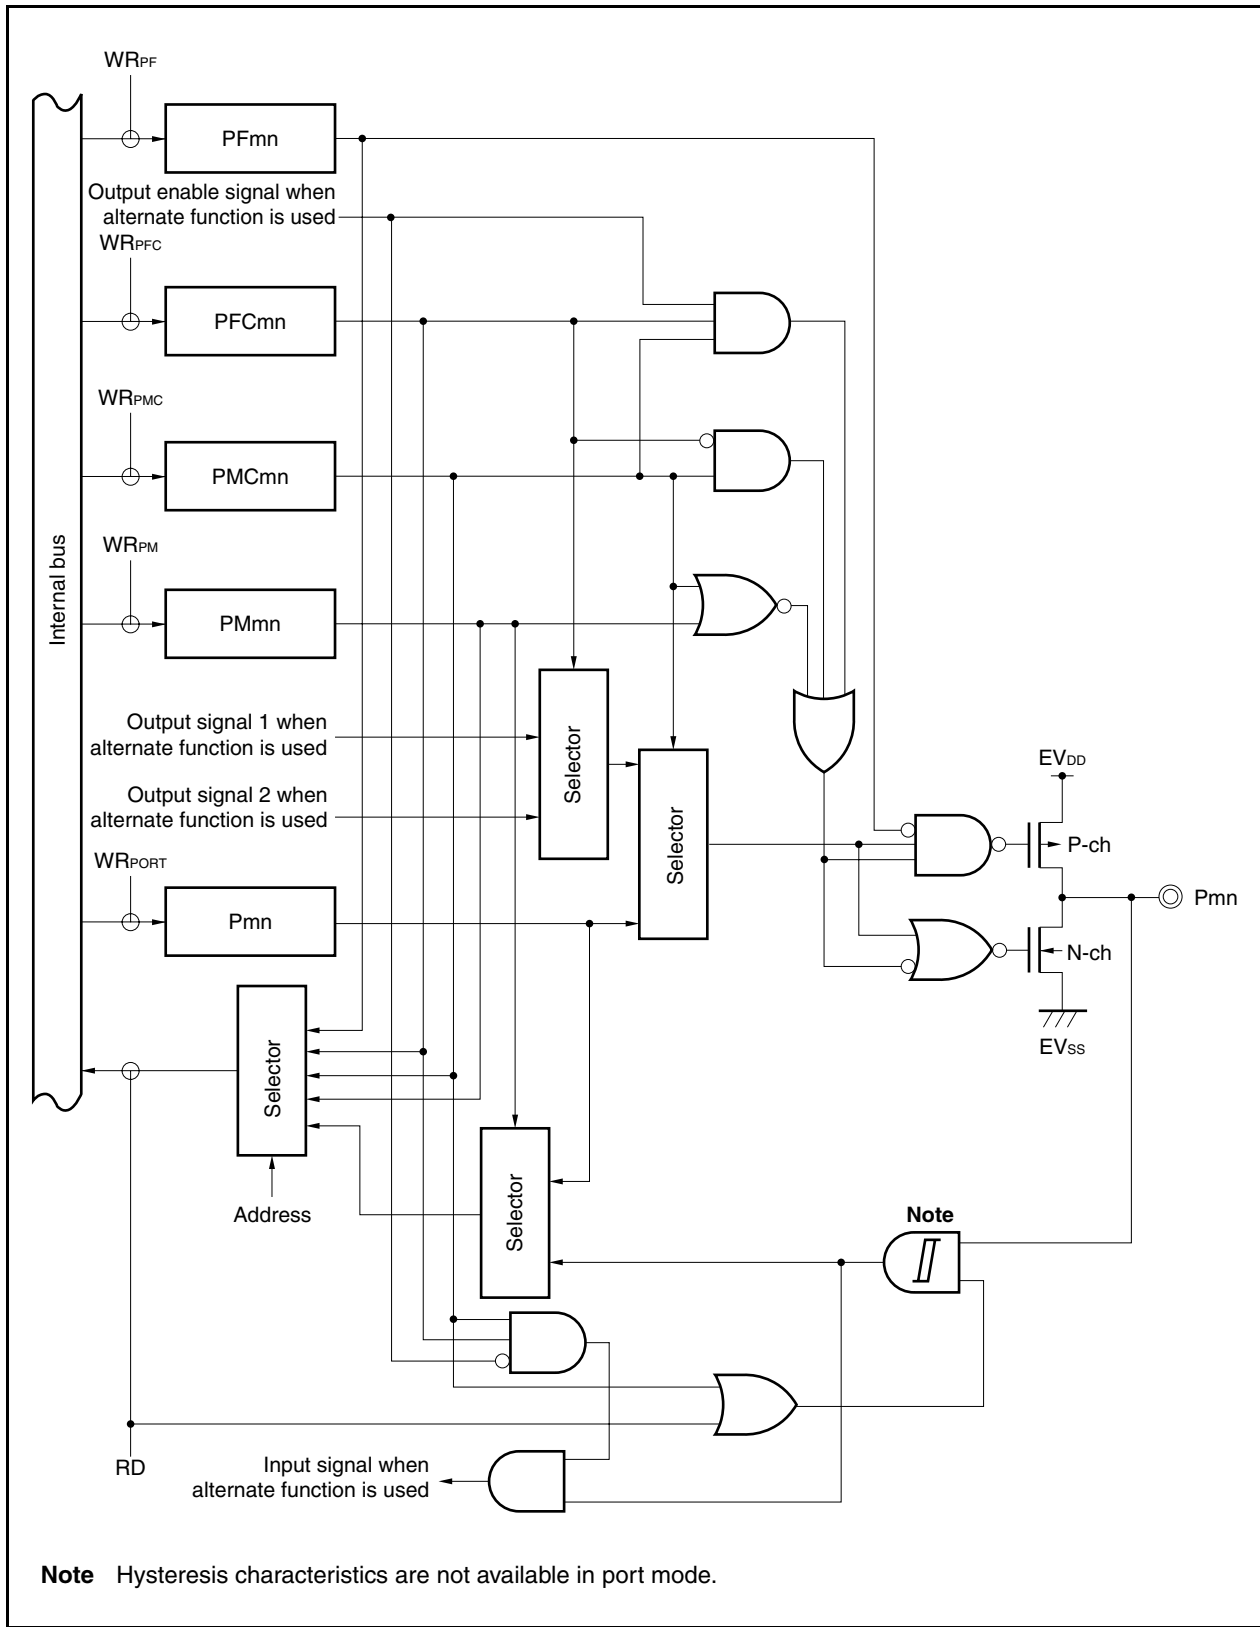 WRPF
PFmn
Output enable signal when
alternate function is used
WRPFC
PFCmn
WRPMC
PMCmn
WRPM
PMmn
Internal bus
Output signal 1 when
alternate function is used
Output signal 2 when
alternate function is used
Selector
Selector
WRPORT
Pmn
EVDD
P-ch
Pmn
N-ch
EVSS
Selector
Address
Selector
Note
RD
Input signal when
alternate function is used
Note Hysteresis characteristics are not available in port mode.